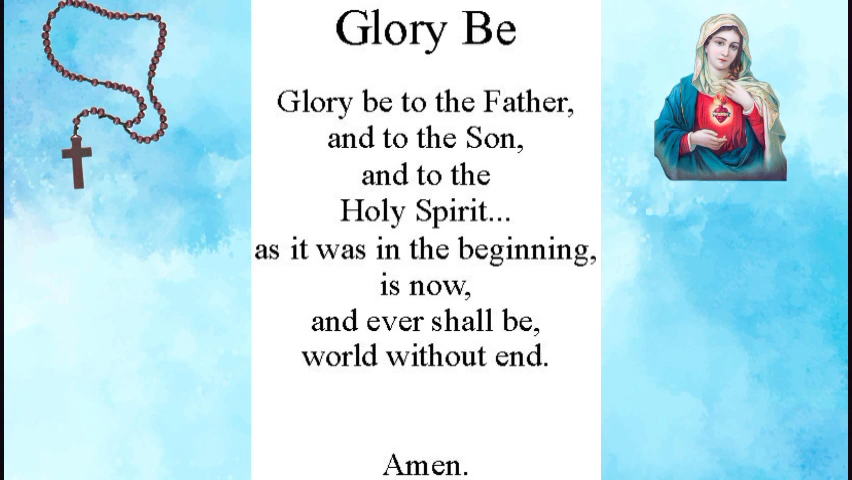 Glory Be
Glory be to the Father,
and to the Son,
and to the
Holy Spirit...
as it was in the beginning,
is now,
and ever shall be,
world without end.
Amen.